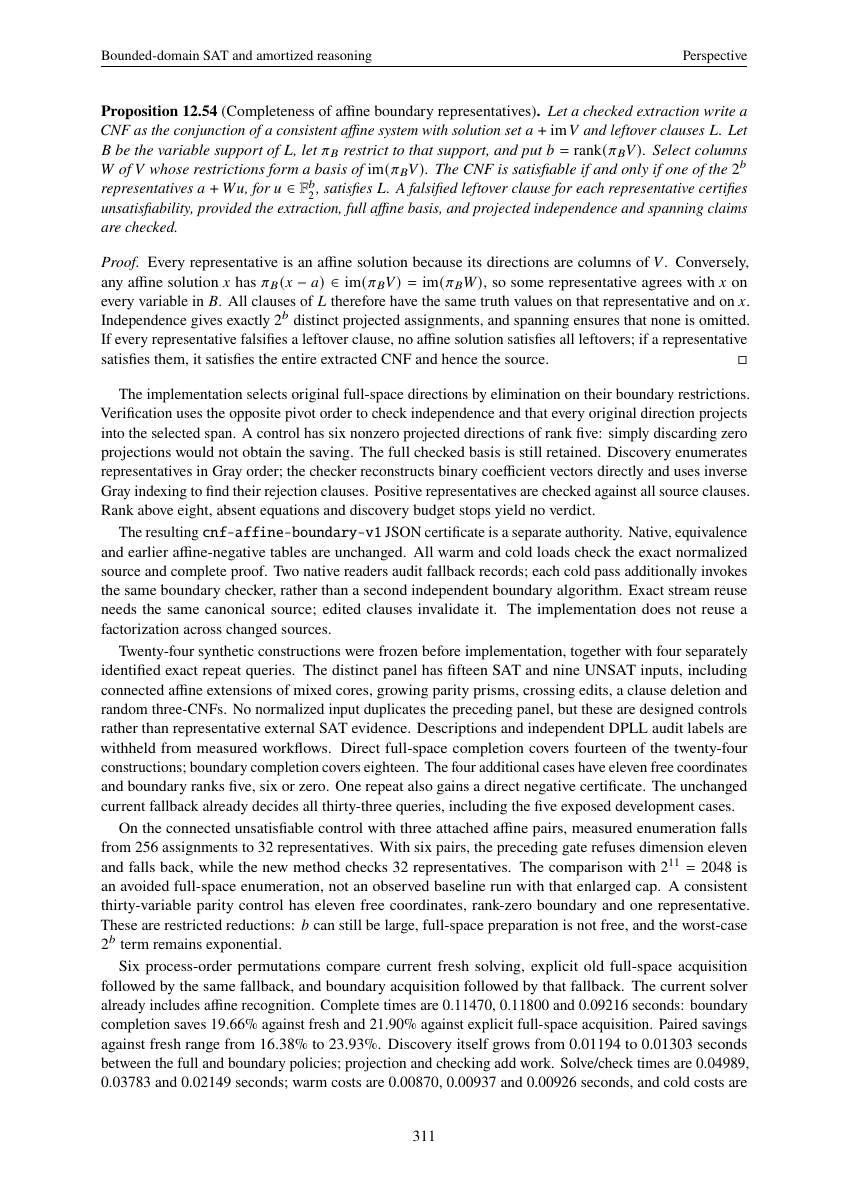 Bounded-domain SAT and amortized reasoning Perspective
Proposition 12.54 (Completeness of affine boundary representatives). Let a checked extraction write a
CNF as the conjunction of a consistent affine system with solution set a + im V and leftover clauses L. Let
B be the variable support of L, let π_B restrict to that support, and put b = rank(π_B V). Select columns
W of V whose restrictions form a basis of im(π_B V). The CNF is satisfiable if and only if one of the 2^b
representatives a + Wu, for u ∈ 𝔽_2^b, satisfies L. A falsified leftover clause for each representative certifies
unsatisfiability, provided the extraction, full affine basis, and projected independence and spanning claims
are checked.
Proof. Every representative is an affine solution because its directions are columns of V. Conversely,
any affine solution x has π_B(x − a) ∈ im(π_B V) = im(π_B W), so some representative agrees with x on
every variable in B. All clauses of L therefore have the same truth values on that representative and on x.
Independence gives exactly 2^b distinct projected assignments, and spanning ensures that none is omitted.
If every representative falsifies a leftover clause, no affine solution satisfies all leftovers; if a representative
satisfies them, it satisfies the entire extracted CNF and hence the source. □
The implementation selects original full-space directions by elimination on their boundary restrictions.
Verification uses the opposite pivot order to check independence and that every original direction projects
into the selected span. A control has six nonzero projected directions of rank five: simply discarding zero
projections would not obtain the saving. The full checked basis is still retained. Discovery enumerates
representatives in Gray order; the checker reconstructs binary coefficient vectors directly and uses inverse
Gray indexing to find their rejection clauses. Positive representatives are checked against all source clauses.
Rank above eight, absent equations and discovery budget stops yield no verdict.
The resulting cnf-affine-boundary-v1 JSON certificate is a separate authority. Native, equivalence
and earlier affine-negative tables are unchanged. All warm and cold loads check the exact normalized
source and complete proof. Two native readers audit fallback records; each cold pass additionally invokes
the same boundary checker, rather than a second independent boundary algorithm. Exact stream reuse
needs the same canonical source; edited clauses invalidate it. The implementation does not reuse a
factorization across changed sources.
Twenty-four synthetic constructions were frozen before implementation, together with four separately
identified exact repeat queries. The distinct panel has fifteen SAT and nine UNSAT inputs, including
connected affine extensions of mixed cores, growing parity prisms, crossing edits, a clause deletion and
random three-CNFs. No normalized input duplicates the preceding panel, but these are designed controls
rather than representative external SAT evidence. Descriptions and independent DPLL audit labels are
withheld from measured workflows. Direct full-space completion covers fourteen of the twenty-four
constructions; boundary completion covers eighteen. The four additional cases have eleven free coordinates
and boundary ranks five, six or zero. One repeat also gains a direct negative certificate. The unchanged
current fallback already decides all thirty-three queries, including the five exposed development cases.
On the connected unsatisfiable control with three attached affine pairs, measured enumeration falls
from 256 assignments to 32 representatives. With six pairs, the preceding gate refuses dimension eleven
and falls back, while the new method checks 32 representatives. The comparison with 2^11 = 2048 is
an avoided full-space enumeration, not an observed baseline run with that enlarged cap. A consistent
thirty-variable parity control has eleven free coordinates, rank-zero boundary and one representative.
These are restricted reductions: b can still be large, full-space preparation is not free, and the worst-case
2^b term remains exponential.
Six process-order permutations compare current fresh solving, explicit old full-space acquisition
followed by the same fallback, and boundary acquisition followed by that fallback. The current solver
already includes affine recognition. Complete times are 0.11470, 0.11800 and 0.09216 seconds: boundary
completion saves 19.66% against fresh and 21.90% against explicit full-space acquisition. Paired savings
against fresh range from 16.38% to 23.93%. Discovery itself grows from 0.01194 to 0.01303 seconds
between the full and boundary policies; projection and checking add work. Solve/check times are 0.04989,
0.03783 and 0.02149 seconds; warm costs are 0.00870, 0.00937 and 0.00926 seconds, and cold costs are
311